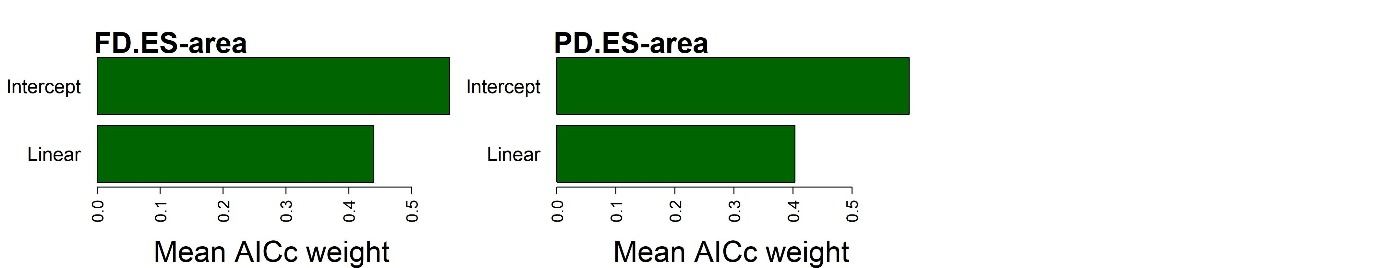 FD.ES-area
Intercept
Linear
0.0 0.1 0.2 0.3 0.4 0.5
Mean AICc weight
PD.ES-area
Intercept
Linear
0.0 0.1 0.2 0.3 0.4 0.5
Mean AICc weight